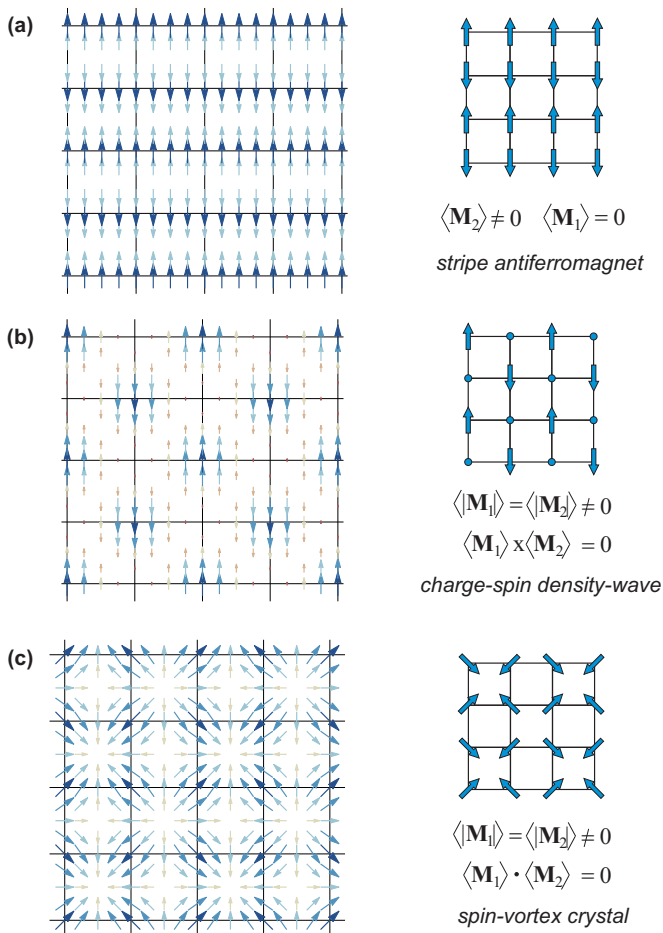 (a)
⟨M₂⟩ ≠ 0 ⟨M₁⟩ = 0
stripe antiferromagnet
(b)
⟨|M₁|⟩ = ⟨|M₂|⟩ ≠ 0
⟨M₁⟩ x ⟨M₂⟩ = 0
charge-spin density-wave
(c)
⟨|M₁|⟩ = ⟨|M₂|⟩ ≠ 0
⟨M₁⟩ • ⟨M₂⟩ = 0
spin-vortex crystal